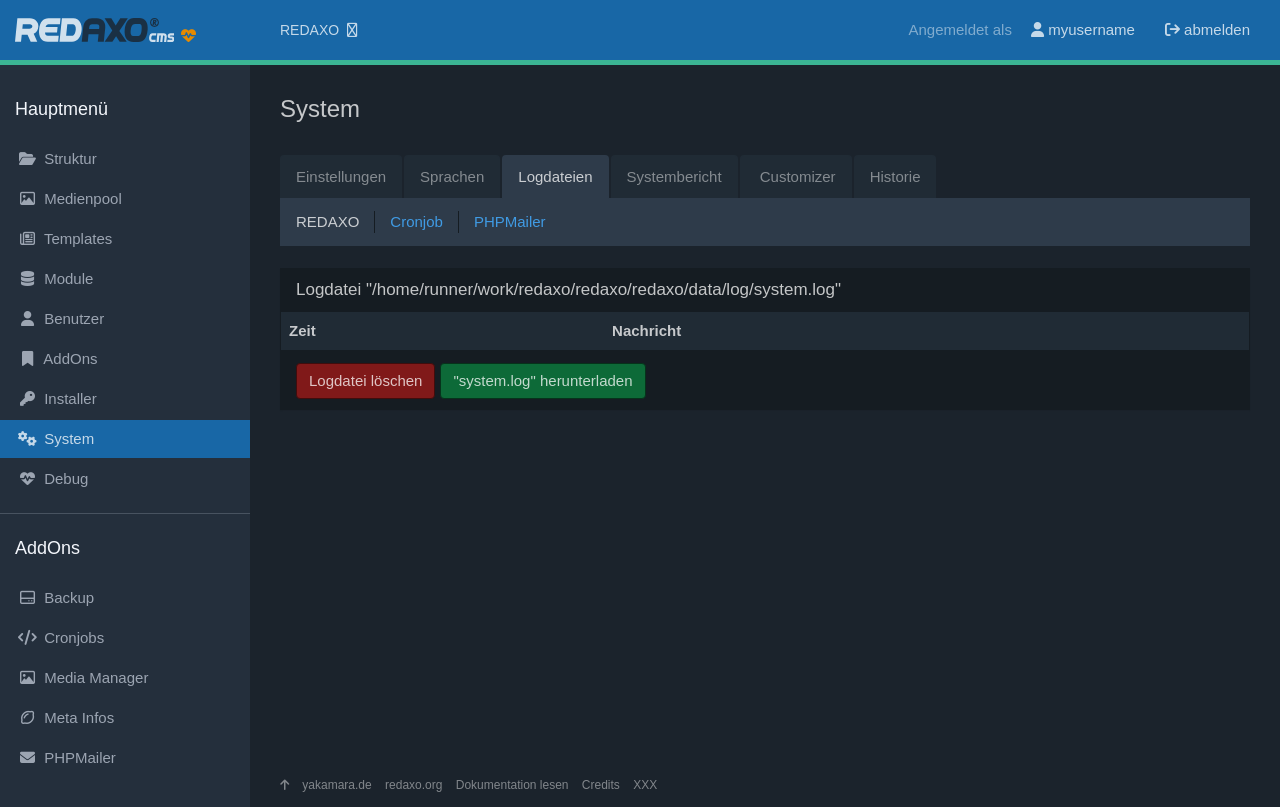 REDAXO® cms
REDAXO
Angemeldet als myusername abmelden
Hauptmenü
Struktur
Medienpool
Templates
Module
Benutzer
AddOns
Installer
System
Debug
AddOns
Backup
Cronjobs
Media Manager
Meta Infos
PHPMailer
System
Einstellungen Sprachen Logdateien Systembericht Customizer Historie
REDAXO Cronjob PHPMailer
Logdatei "/home/runner/work/redaxo/redaxo/redaxo/data/log/system.log"
Zeit Nachricht
Logdatei löschen "system.log" herunterladen
yakamara.de redaxo.org Dokumentation lesen Credits XXX